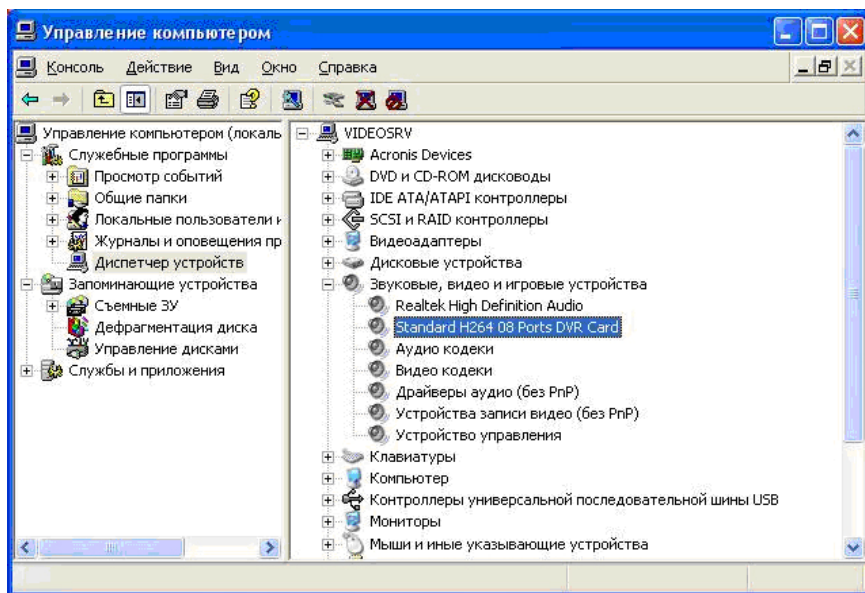 Управление компьютером
Консоль Действие Вид Окно Справка
Управление компьютером (локаль
Служебные программы
Просмотр событий
Общие папки
Локальные пользователи и
Журналы и оповещения пр
Диспетчер устройств
Запоминающие устройства
Съемные ЗУ
Дефрагментация диска
Управление дисками
Службы и приложения
VIDEOSRV
Acronis Devices
DVD и CD-ROM дисководы
IDE ATA/ATAPI контроллеры
SCSI и RAID контроллеры
Видеоадаптеры
Дисковые устройства
Звуковые, видео и игровые устройства
Realtek High Definition Audio
Standard H264 08 Ports DVR Card
Аудио кодеки
Видео кодеки
Драйверы аудио (без PnP)
Устройства записи видео (без PnP)
Устройство управления
Клавиатуры
Компьютер
Контроллеры универсальной последовательной шины USB
Мониторы
Мыши и иные указывающие устройства